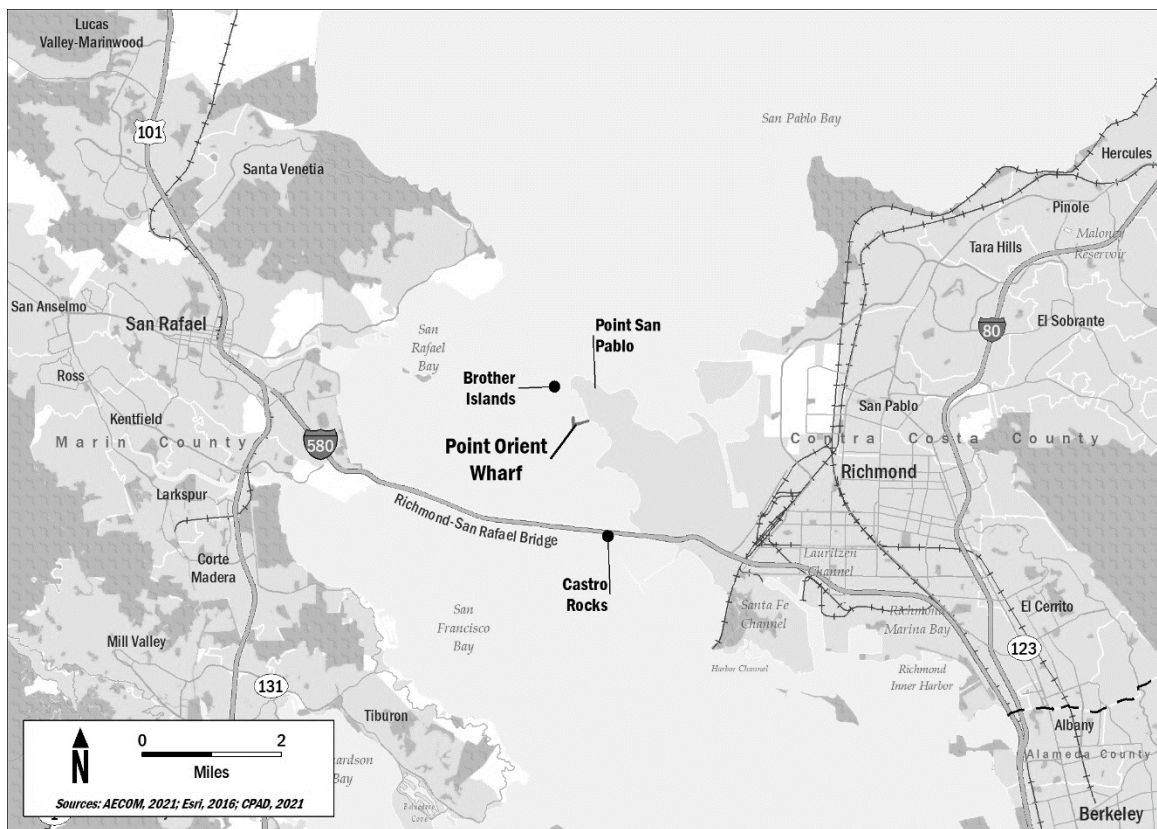 Lucas
Valley-Marinwood
101
Santa Venetia
San Pablo Bay
Hercules
Pinole
Tara Hills
Maloney
Reservoir
San Anselmo
San Rafael
San
Rafael
Bay
Point San
Pablo
80
El Sobrante
Ross
Brother
Islands
Kentfield
San Pablo
Marin County
580
Point Orient
Wharf
Contra Costa County
Richmond
Larkspur
Richmond-San Rafael Bridge
Corte
Madera
Castro
Rocks
Lauritzen
Channel
San
Francisco
Bay
Santa Fe
Channel
Richmond
Marina Bay
El Cerrito
Mill Valley
123
Harbor Channel
Richmond
Inner Harbor
131
Tiburon
Albany
Alameda County
N
0 2
Miles
Sources: AECOM, 2021; Esri, 2016; CPAD, 2021
ardson
Bay
Belvedere
Cove
Berkeley